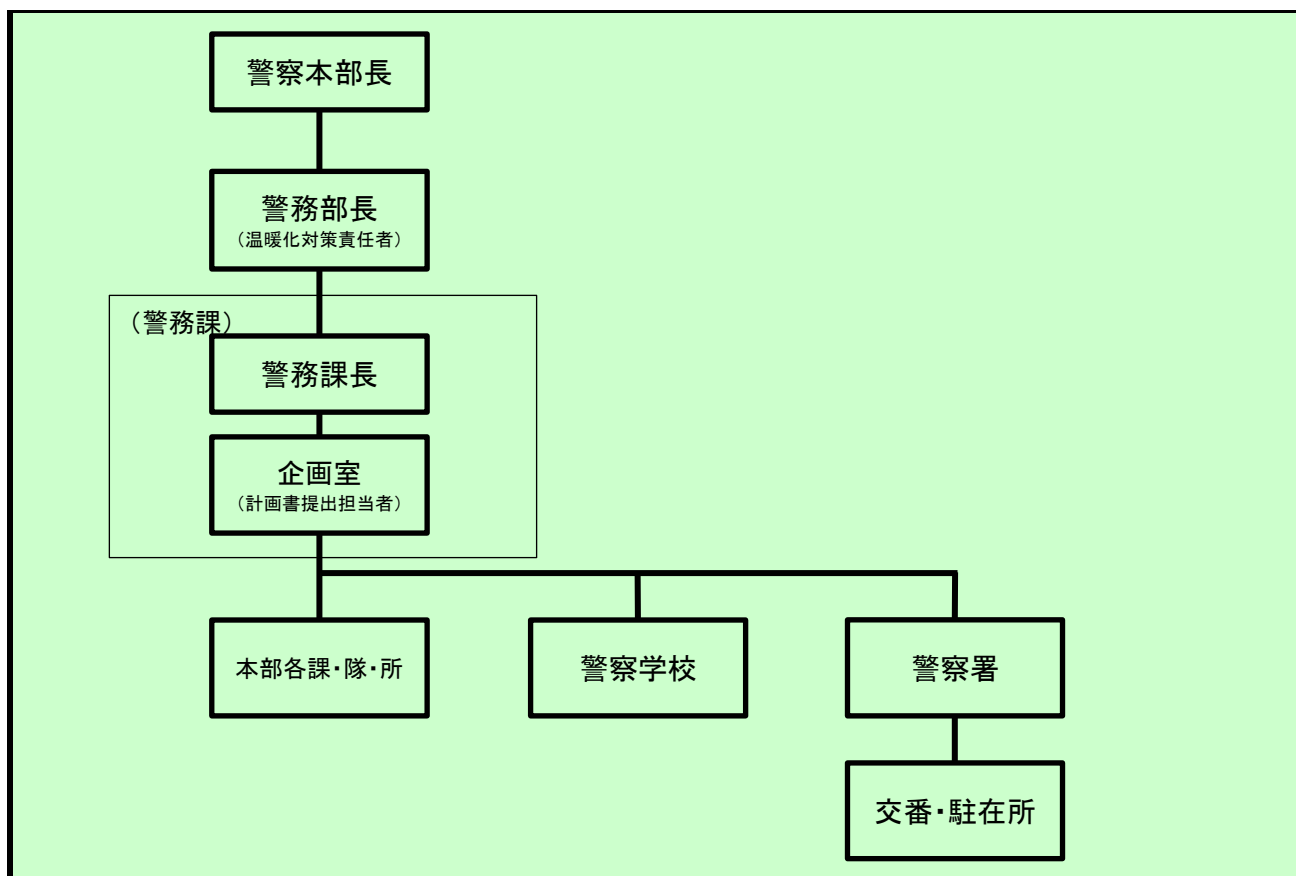 警察本部長
警務部長
（温暖化対策責任者）
（警務課）
警務課長
企画室
（計画書提出担当者）
本部各課・隊・所
警察学校
警察署
交番・駐在所